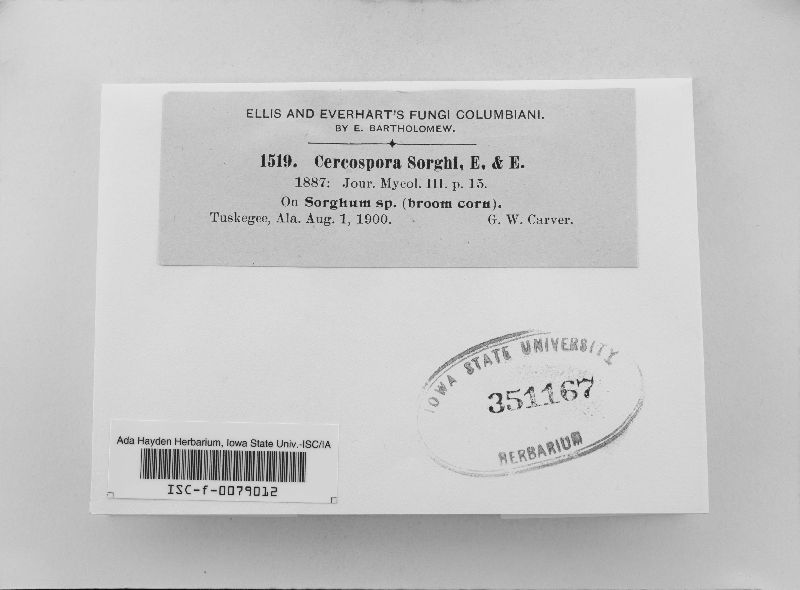 ELLIS AND EVERHART'S FUNGI COLUMBIANI.
BY E. BARTHOLOMEW.
1519. Cercospora Sorghi, E. & E.
1887: Jour. Mycol. III. p. 15.
On Sorghum sp. (broom corn).
Tuskegee, Ala. Aug. 1, 1900. G. W. Carver.
IOWA STATE UNIVERSITY
351167
HERBARIUM
Ada Hayden Herbarium, Iowa State Univ.-ISC/IA
ISC-f-0079012